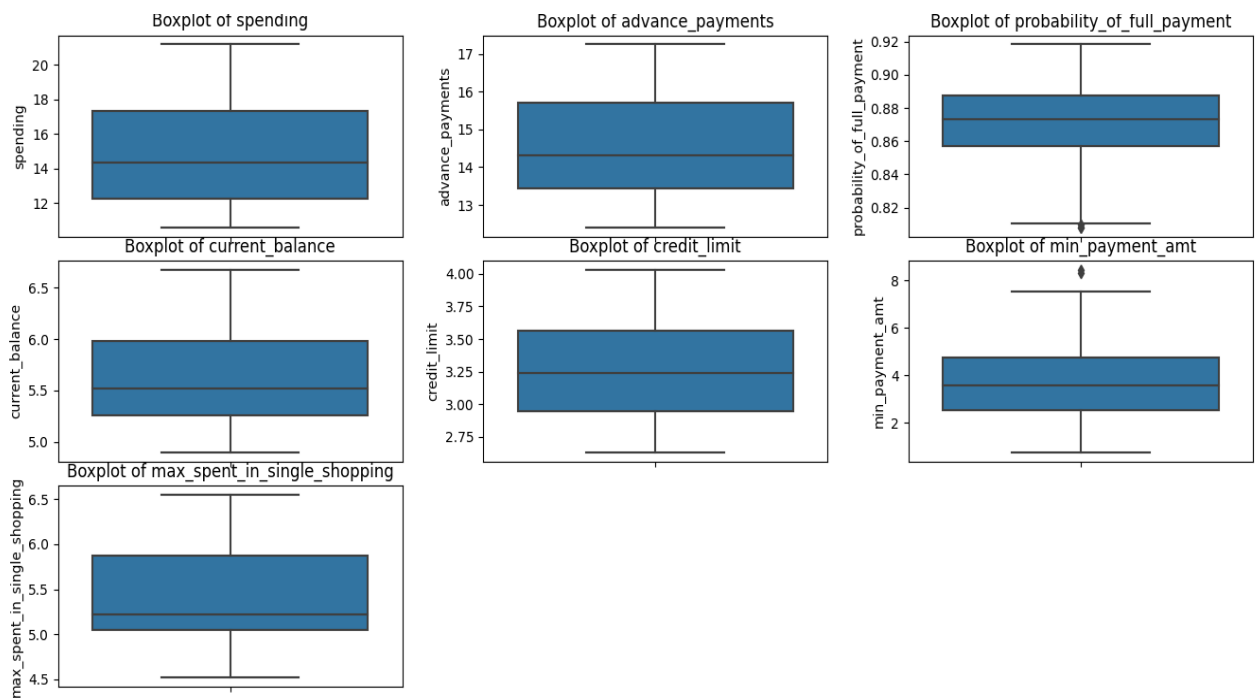 Boxplot of spending
spending
20
18
16
14
12
Boxplot of advance_payments
advance_payments
17
16
15
14
13
Boxplot of probability_of_full_payment
probability_of_full_payment
0.92
0.90
0.88
0.86
0.84
0.82
Boxplot of current_balance
current_balance
6.5
6.0
5.5
5.0
Boxplot of credit_limit
credit_limit
4.00
3.75
3.50
3.25
3.00
2.75
Boxplot of min_payment_amt
min_payment_amt
8
6
4
2
Boxplot of max_spent_in_single_shopping
max_spent_in_single_shopping
6.5
6.0
5.5
5.0
4.5